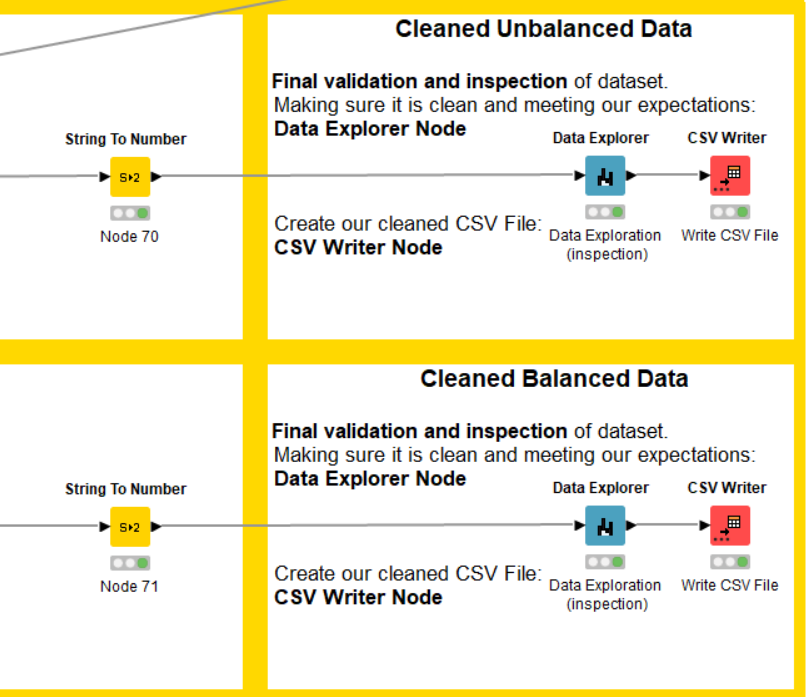 Cleaned Unbalanced Data
Final validation and inspection of dataset.
Making sure it is clean and meeting our expectations:
Data Explorer Node
String To Number
Data Explorer
CSV Writer
S▸2
Node 70
Create our cleaned CSV File:
CSV Writer Node
Data Exploration
(inspection)
Write CSV File
Cleaned Balanced Data
Final validation and inspection of dataset.
Making sure it is clean and meeting our expectations:
Data Explorer Node
String To Number
Data Explorer
CSV Writer
S▸2
Node 71
Create our cleaned CSV File:
CSV Writer Node
Data Exploration
(inspection)
Write CSV File